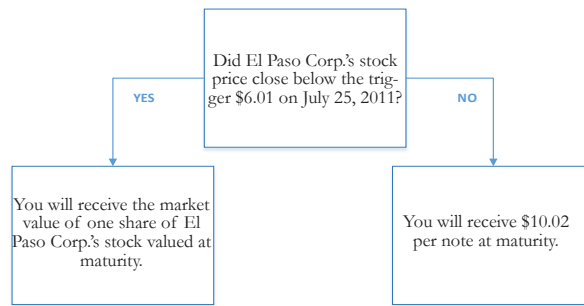 Did El Paso Corp.'s stock
price close below the trig-
ger $6.01 on July 25, 2011?
YES
NO
You will receive the market
value of one share of El
Paso Corp.'s stock valued at
maturity.
You will receive $10.02
per note at maturity.